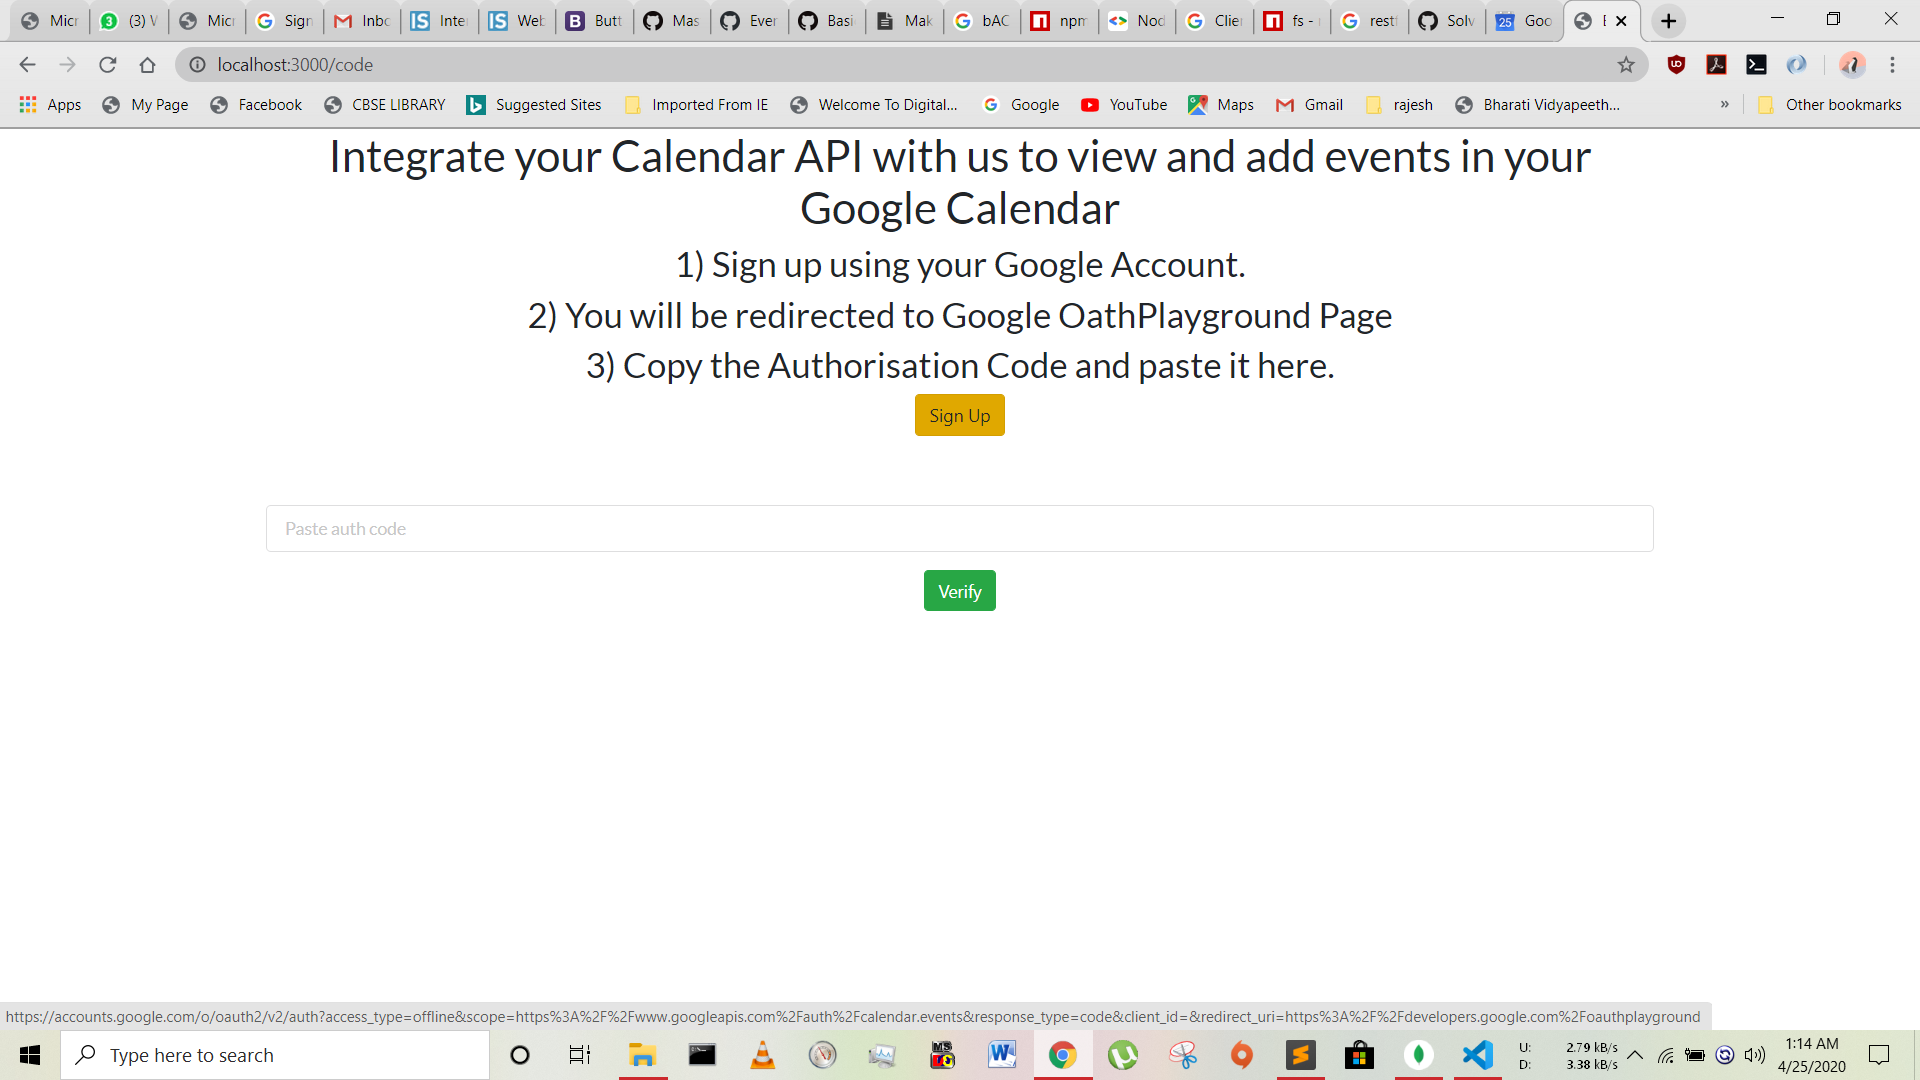 Micr
(3) W
Micr
Sign
Inbo
Inter
Web
Butt
Mas
Ever
Basi
Mak
bAC
npm
Nod
Clier
fs -
restf
Solv
Goo
localhost:3000/code
Apps
My Page
Facebook
CBSE LIBRARY
Suggested Sites
Imported From IE
Welcome To Digital...
Google
YouTube
Maps
Gmail
rajesh
Bharati Vidyapeeth...
»
Other bookmarks
Integrate your Calendar API with us to view and add events in your
Google Calendar
1) Sign up using your Google Account.
2) You will be redirected to Google OathPlayground Page
3) Copy the Authorisation Code and paste it here.
Sign Up
Paste auth code
Verify
https://accounts.google.com/o/oauth2/v2/auth?access_type=offline&scope=https%3A%2F%2Fwww.googleapis.com%2Fauth%2Fcalendar.events&response_type=code&client_id=&redirect_uri=https%3A%2F%2Fdevelopers.google.com%2Foauthplayground
Type here to search
U: 2.79 kB/s
D: 3.38 kB/s
1:14 AM
4/25/2020